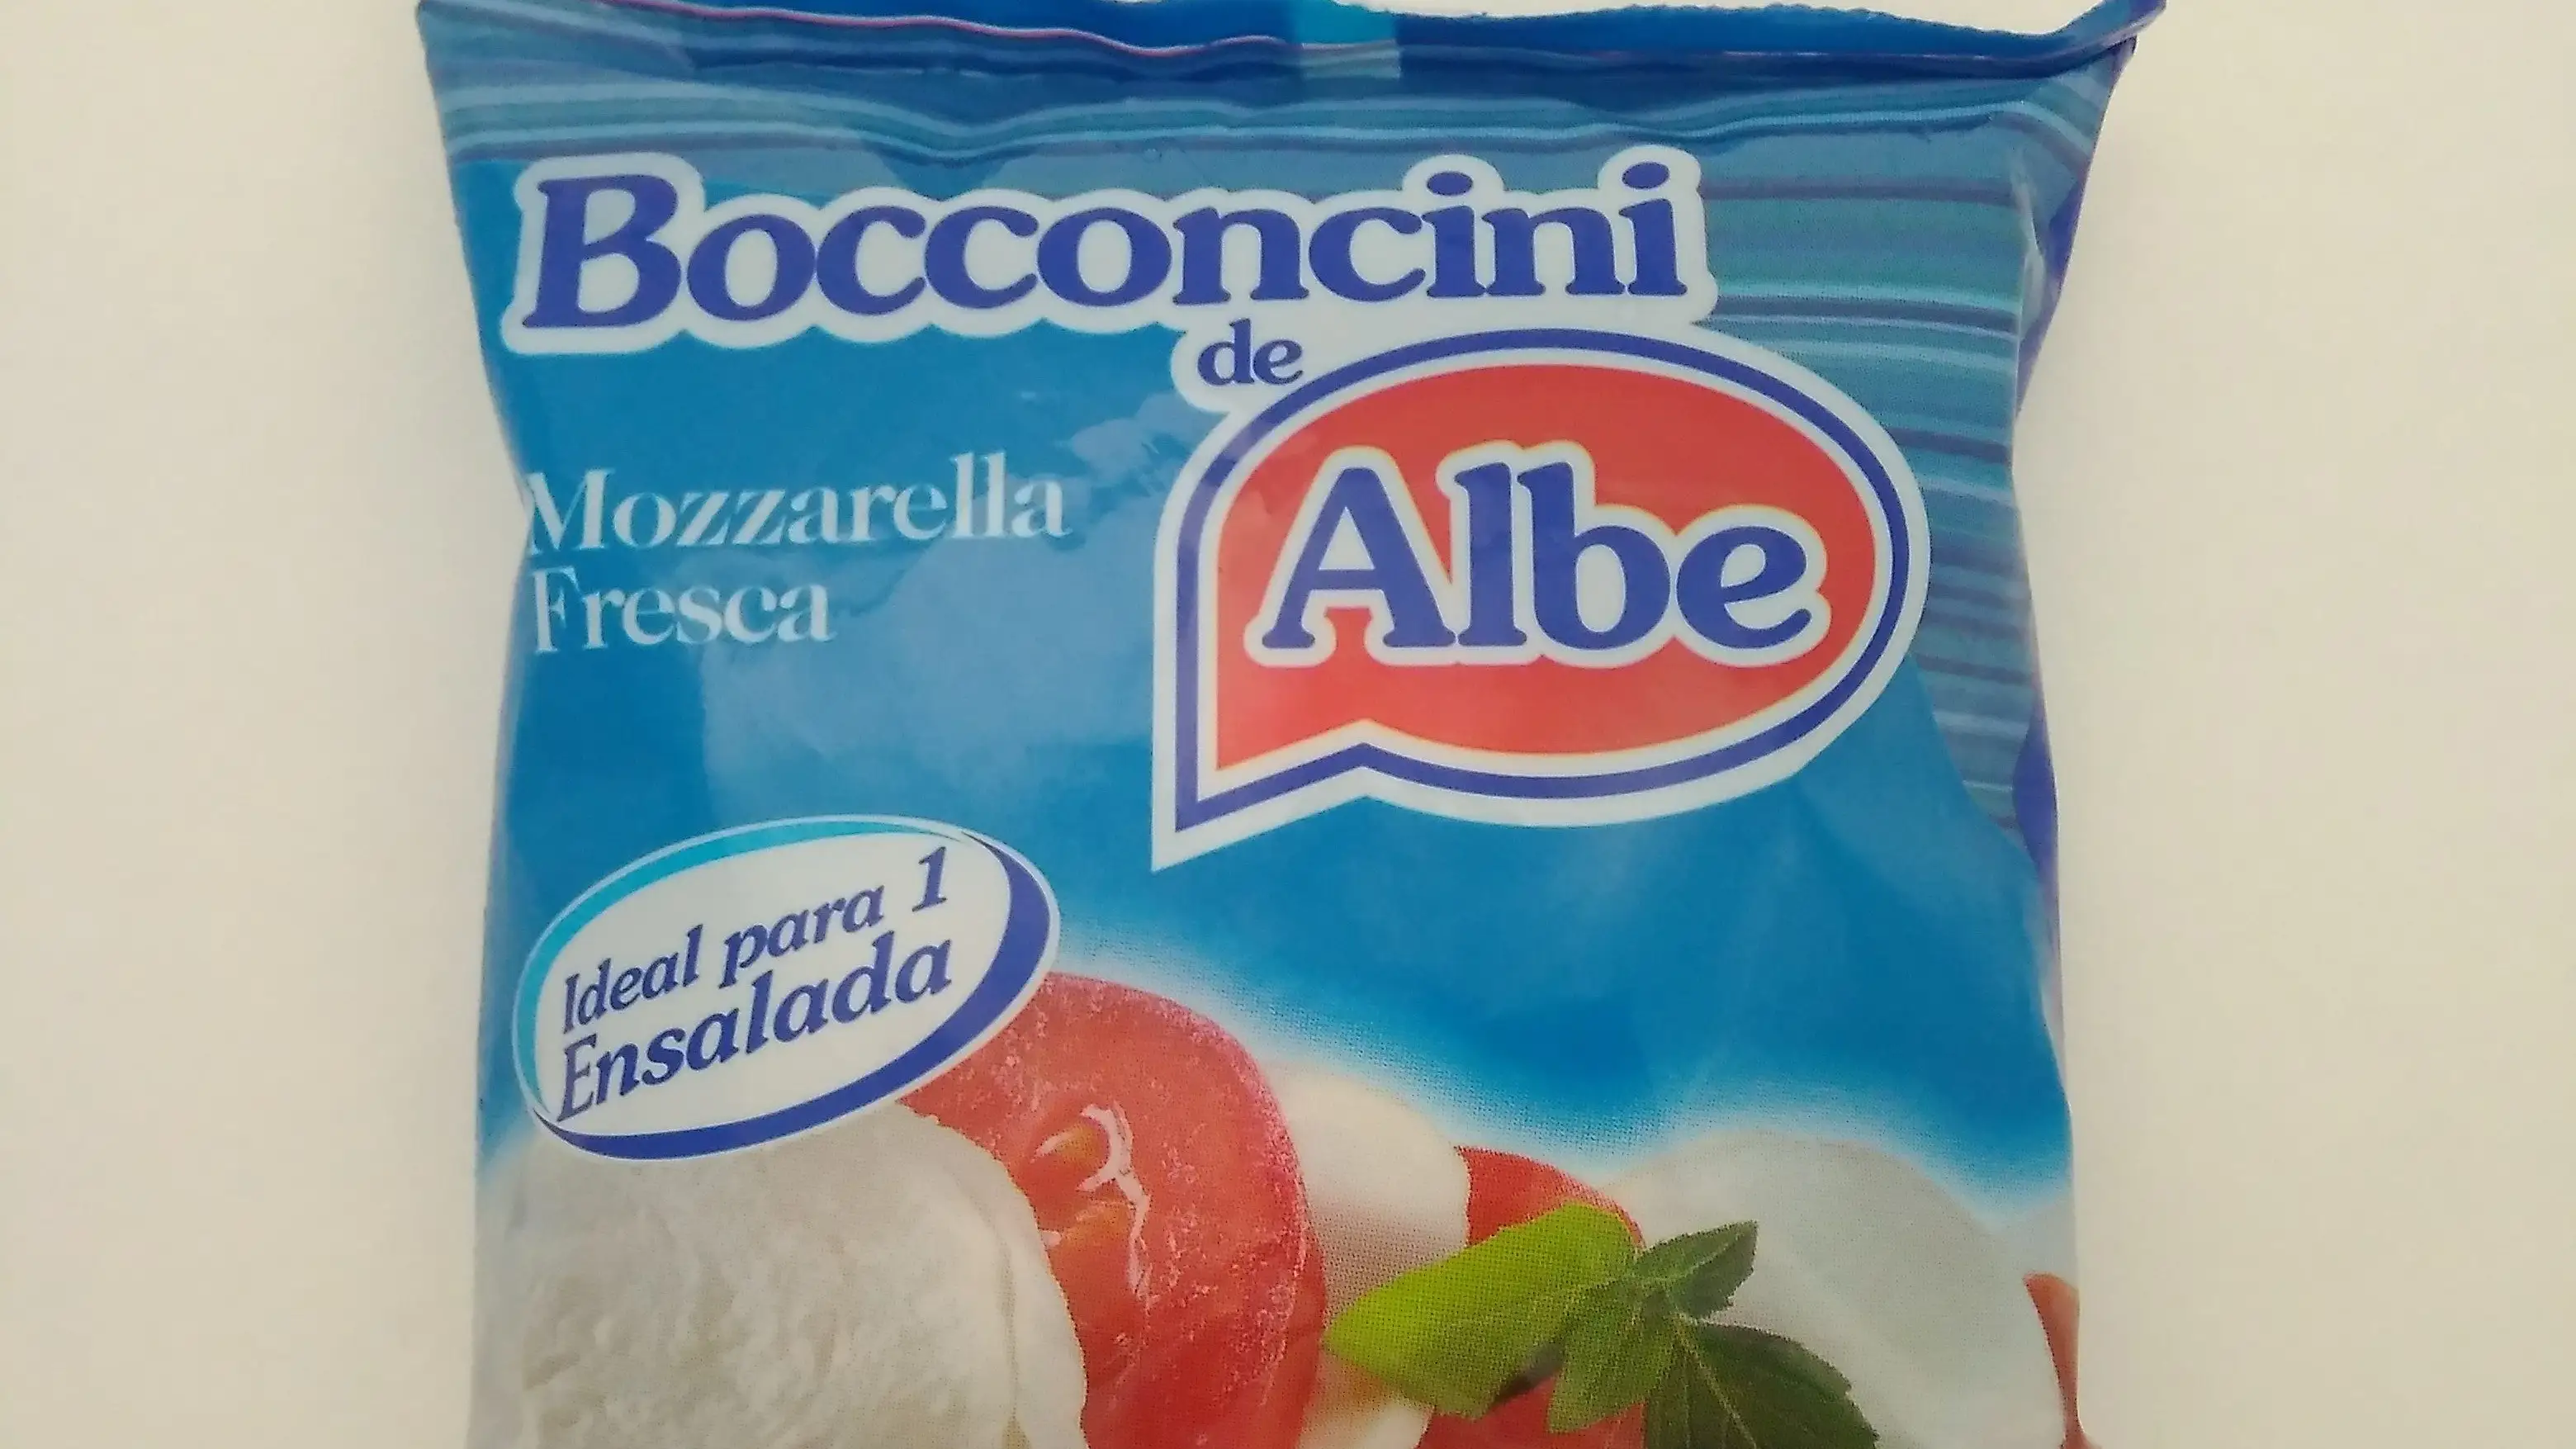 Bocconcini
de
Albe
Mozzarella
Fresca
Ideal para 1
Ensalada